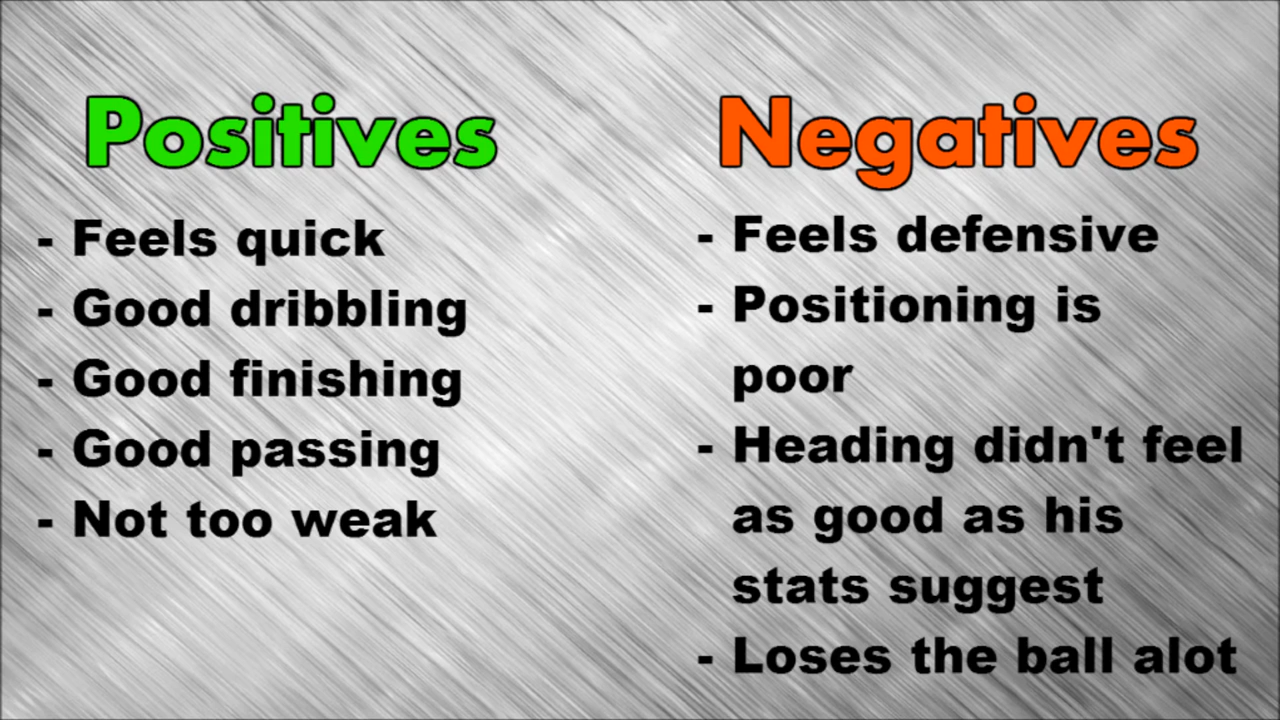 Positives
- Feels quick
- Good dribbling
- Good finishing
- Good passing
- Not too weak
Negatives
- Feels defensive
- Positioning is
poor
- Heading didn't feel
as good as his
stats suggest
- Loses the ball alot